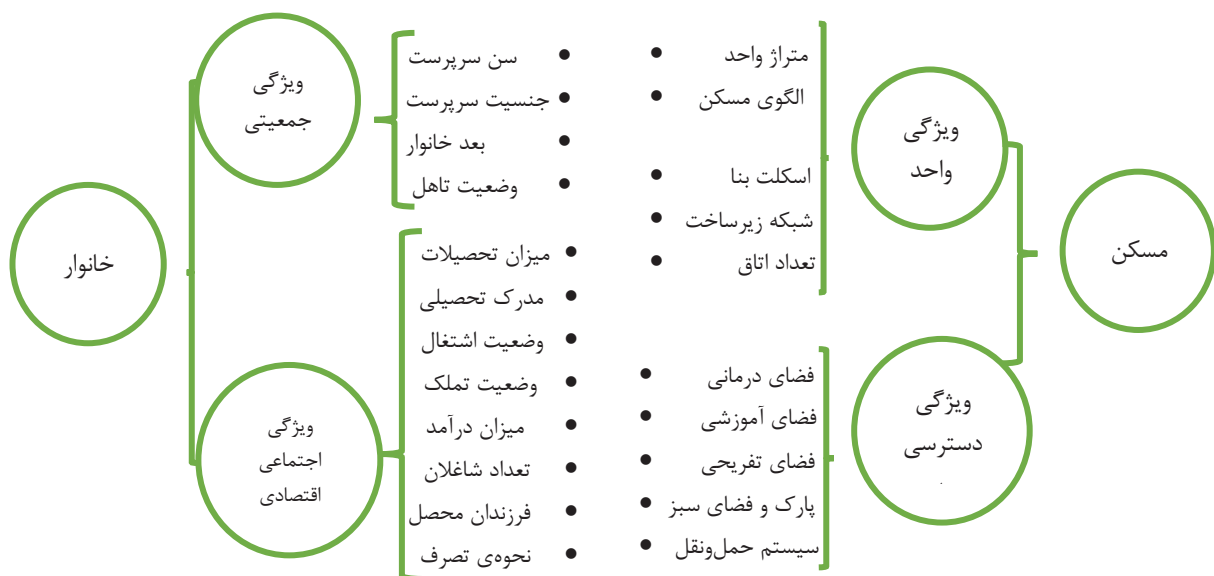 مسکن
ویژگی
واحد
متراژ واحد
الگوی مسکن
اسکلت بنا
شبکه زیرساخت
تعداد اتاق
ویژگی
دسترسی
فضای درمانی
فضای آموزشی
فضای تفریحی
پارک و فضای سبز
سیستم حمل‌ونقل
خانوار
ویژگی
جمعیتی
سن سرپرست
جنسیت سرپرست
بعد خانوار
وضعیت تاهل
ویژگی
اجتماعی
اقتصادی
میزان تحصیلات
مدرک تحصیلی
وضعیت اشتغال
وضعیت تملک
میزان درآمد
تعداد شاغلان
فرزندان محصل
نحوه‌ی تصرف